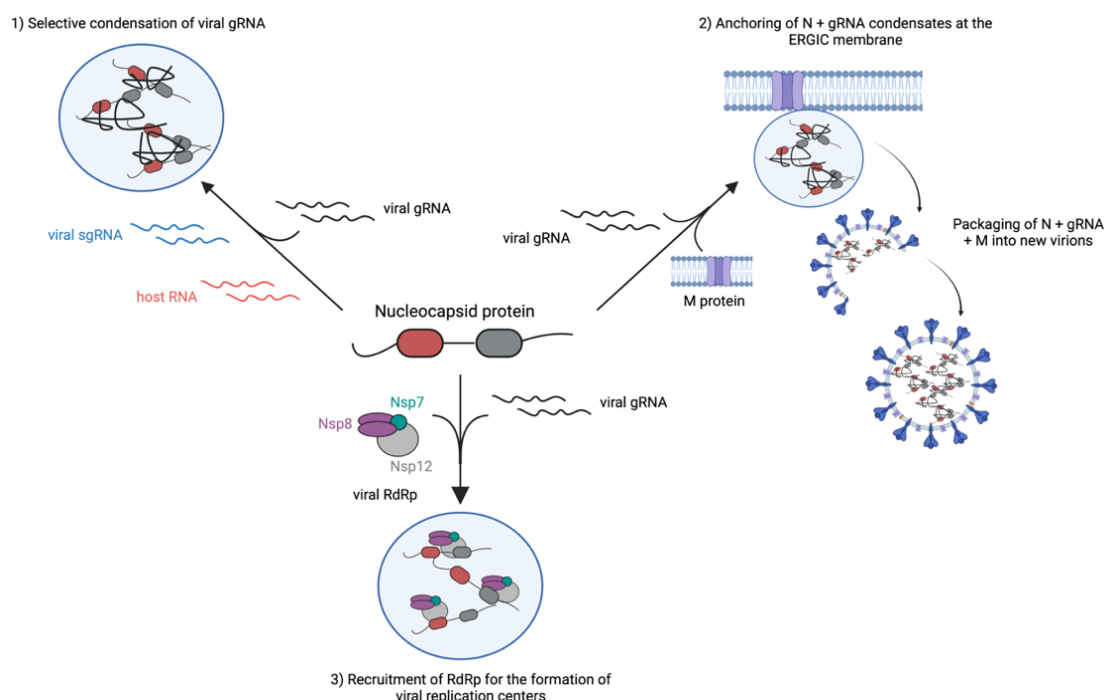 1) Selective condensation of viral gRNA
2) Anchoring of N + gRNA condensates at the
ERGIC membrane
viral gRNA
viral sgRNA
host RNA
viral gRNA
M protein
Packaging of N + gRNA
+ M into new virions
Nucleocapsid protein
Nsp7
Nsp8
Nsp12
viral RdRp
viral gRNA
3) Recruitment of RdRp for the formation of
viral replication centers